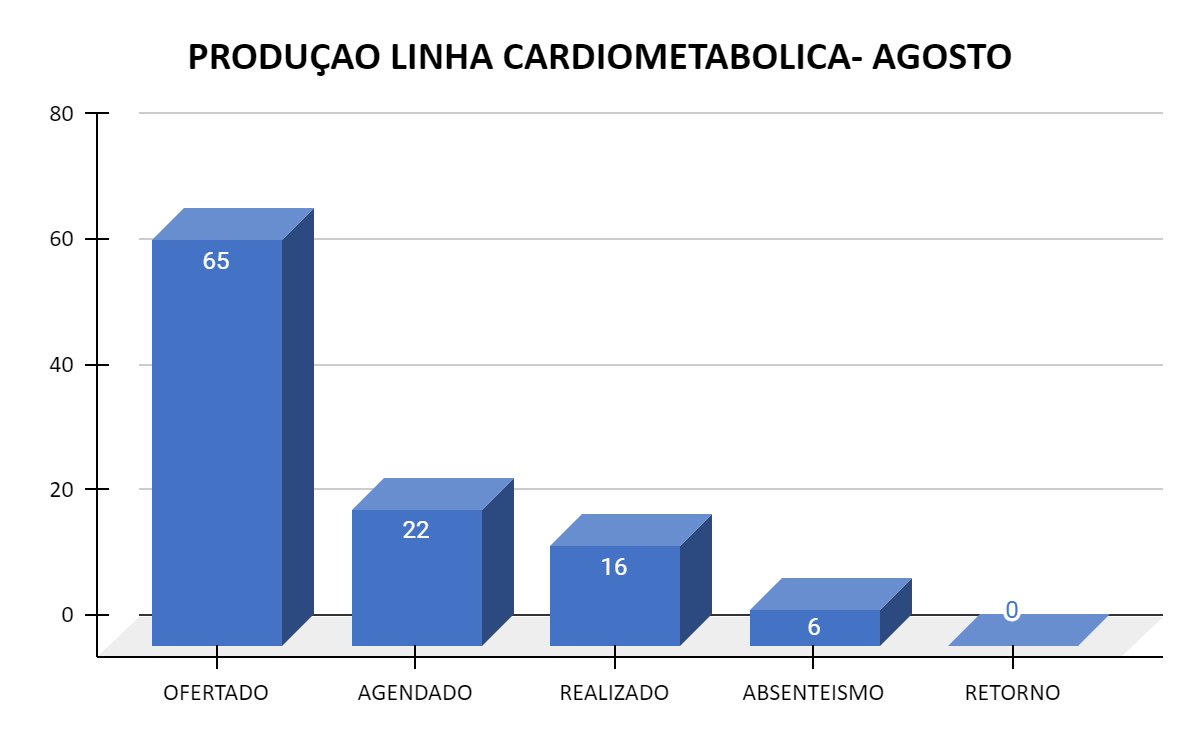 PRODUÇAO LINHA CARDIOMETABOLICA- AGOSTO
80
60
40
20
0
65
22
16
6
0
OFERTADO
AGENDADO
REALIZADO
ABSENTEISMO
RETORNO